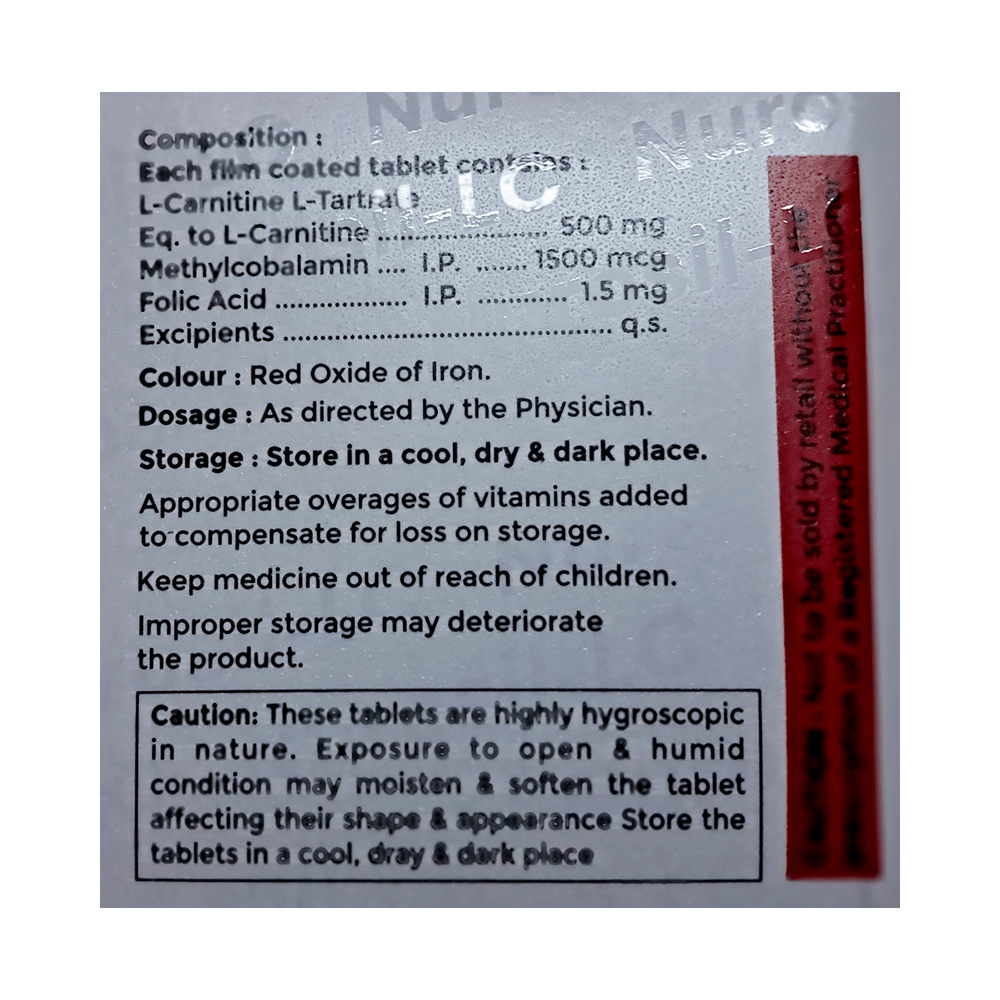 Nuro
Composition :
Each film coated tablet contains :
L-Carnitine L-Tartrate
Eq. to L-Carnitine ............................ 500 mg
Methylcobalamin .... I.P. ....... 1500 mcg
Folic Acid .................. I.P. ............ 1.5 mg
Excipients ............................................. q.s.
Colour : Red Oxide of Iron.
Dosage : As directed by the Physician.
Storage : Store in a cool, dry & dark place.
Appropriate overages of vitamins added
to compensate for loss on storage.
Keep medicine out of reach of children.
Improper storage may deteriorate
the product.
Caution: These tablets are highly hygroscopic
in nature. Exposure to open & humid
condition may moisten & soften the tablet
affecting their shape & appearance Store the
tablets in a cool, dray & dark place
CAUTION : Not to be sold by retail without the
prescription of a Registered Medical Practitioner